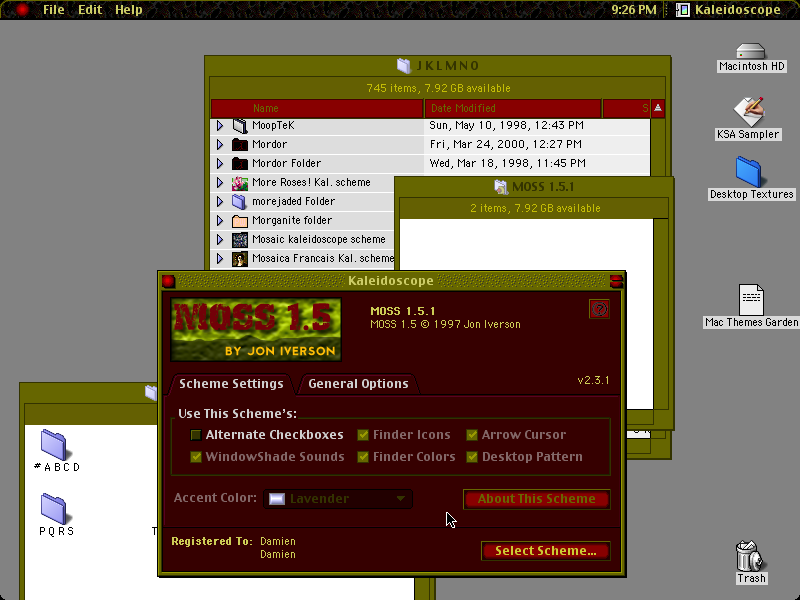 File Edit Help
9:26 PM
Kaleidoscope
Macintosh HD
KSA Sampler
Desktop Textures
Mac Themes Garden
Trash
J K L M N O
745 items, 7.92 GB available
Name Date Modified S
MoopTeK Sun, May 10, 1998, 12:43 PM
Mordor Fri, Mar 24, 2000, 12:27 PM
Mordor Folder Wed, Mar 18, 1998, 11:45 PM
More Roses! Kal. scheme
morejaded Folder
Morganite folder
Mosaic kaleidoscope scheme
Mosaica Francais Kal. scheme
MOSS 1.5.1
2 items, 7.92 GB available
Kaleidoscope
MOSS 1.5
BY JON IVERSON
MOSS 1.5.1
MOSS 1.5 © 1997 Jon Iverson
v2.3.1
Scheme Settings General Options
Use This Scheme's:
Alternate Checkboxes Finder Icons Arrow Cursor
WindowShade Sounds Finder Colors Desktop Pattern
Accent Color: Lavender About This Scheme
Registered To: Damien
Damien
Select Scheme...
# A B C D
P Q R S
T